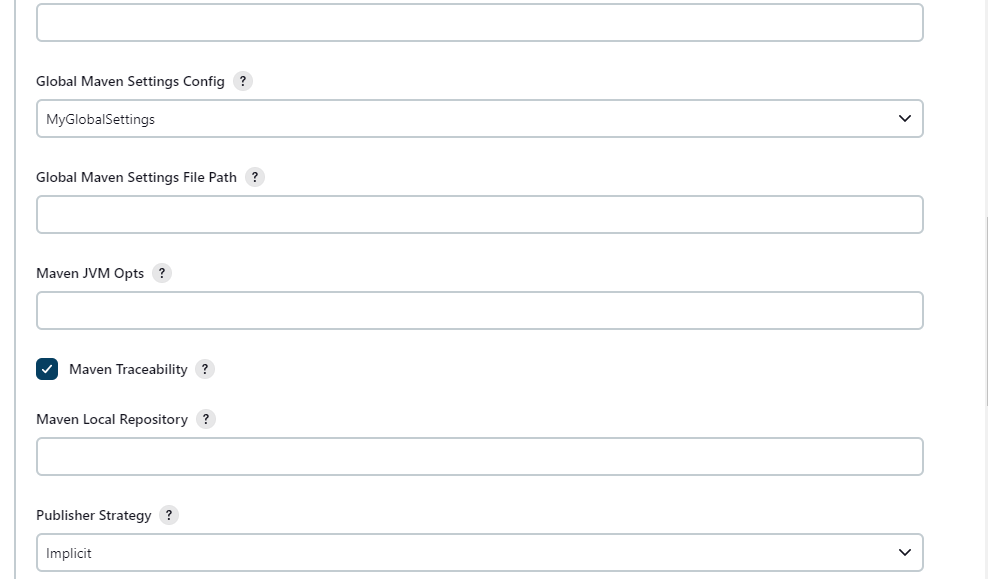 Global Maven Settings Config ?
MyGlobalSettings
Global Maven Settings File Path ?
Maven JVM Opts ?
Maven Traceability ?
Maven Local Repository ?
Publisher Strategy ?
Implicit